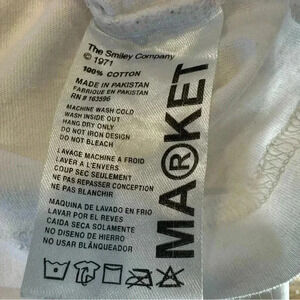 The Smiley Company
© 1971
100% COTTON
MADE IN PAKISTAN
FABRIQUE EN PAKISTAN
RN # 163596
MACHINE WASH COLD
WASH INSIDE OUT
HANG DRY ONLY
DO NOT IRON DESIGN
DO NOT BLEACH
LAVAGE MACHINE A FROID
LAVER A L'ENVERS
COUP SEC SEULEMENT
NE PAS REPASSER CONCEPTION
NE PAS BLANCHIR
MAQUINA DE LAVADO EN FRIO
LAVAR POR EL REVES
CAIDA SECA SOLAMENTE
NO DISENO DE HIERRO
NO USAR BLANQUEADOR
MA®KET